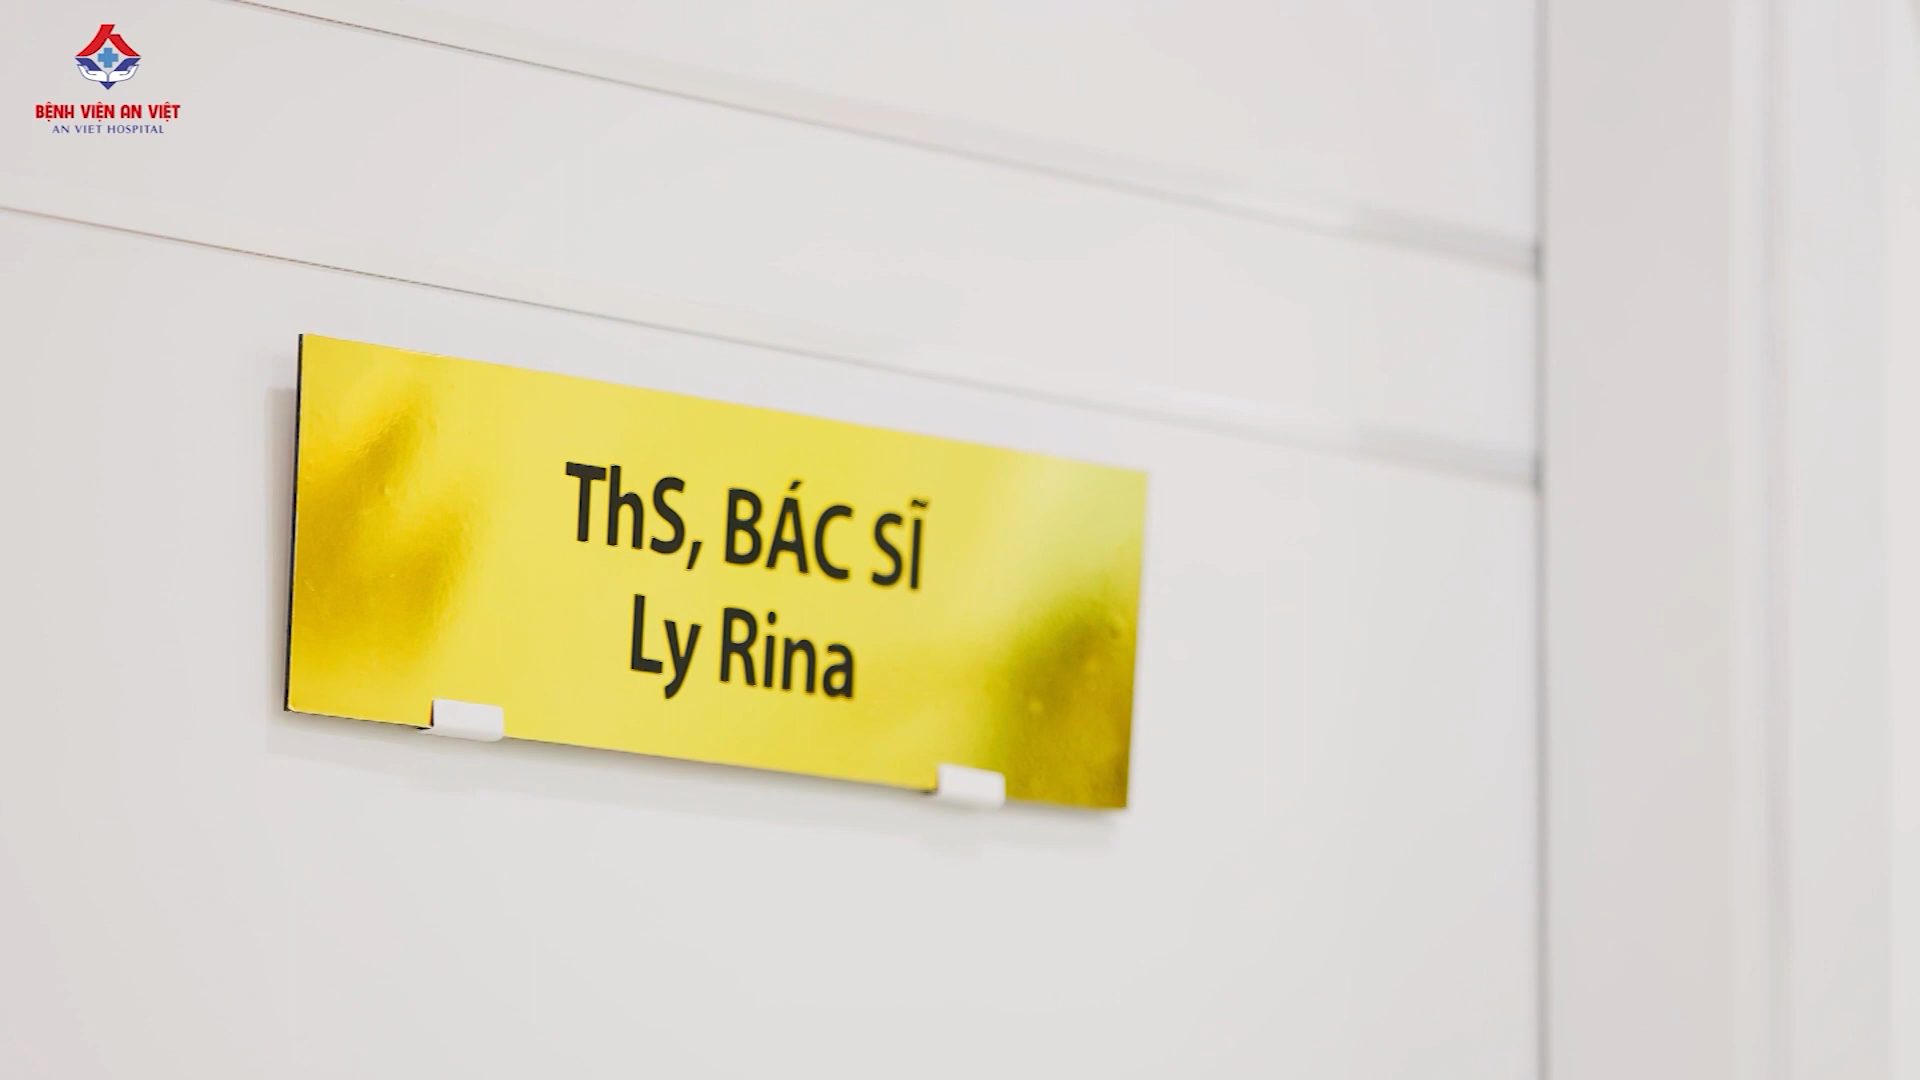 BỆNH VIỆN AN VIỆT
AN VIET HOSPITAL
ThS, BÁC SĨ
Ly Rina